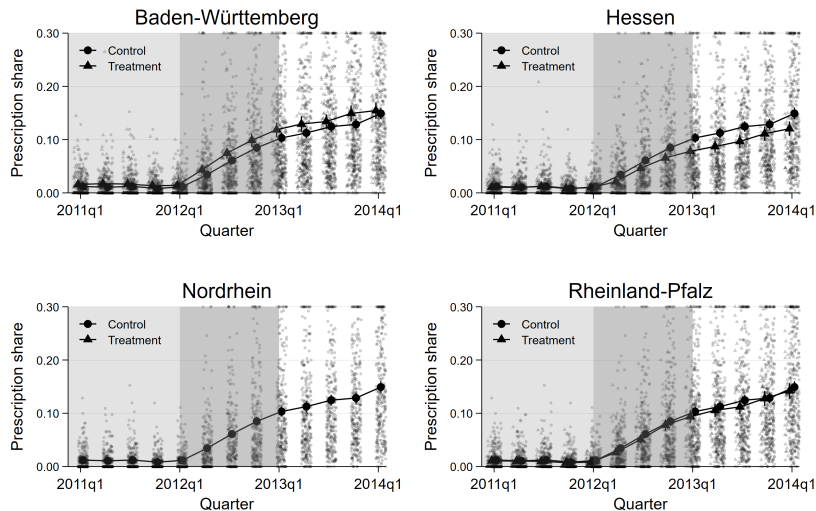 Baden-Württemberg
Prescription share
0.30
0.20
0.10
0.00
Control
Treatment
2011q1 2012q1 2013q1 2014q1
Quarter
Hessen
Prescription share
0.30
0.20
0.10
0.00
Control
Treatment
2011q1 2012q1 2013q1 2014q1
Quarter
Nordrhein
Prescription share
0.30
0.20
0.10
0.00
Control
Treatment
2011q1 2012q1 2013q1 2014q1
Quarter
Rheinland-Pfalz
Prescription share
0.30
0.20
0.10
0.00
Control
Treatment
2011q1 2012q1 2013q1 2014q1
Quarter